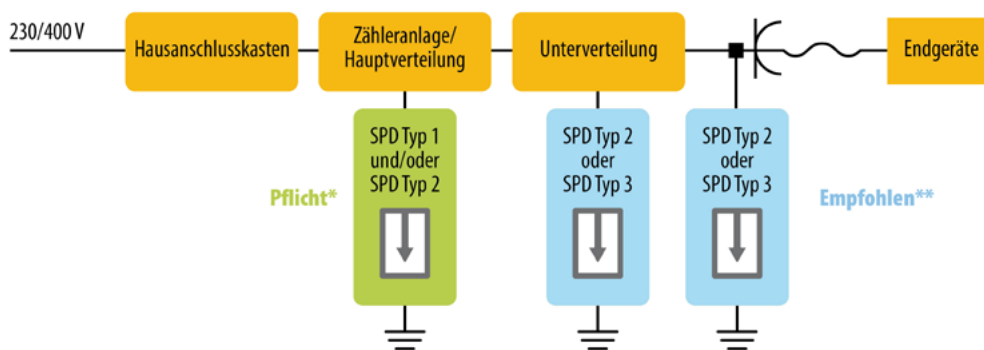 230/400 V
Hausanschlusskasten
Zähleranlage/
Hauptverteilung
Unterverteilung
Endgeräte
SPD Typ 1
und/oder
SPD Typ 2
SPD Typ 2
oder
SPD Typ 3
SPD Typ 2
oder
SPD Typ 3
Pflicht*
Empfohlen**